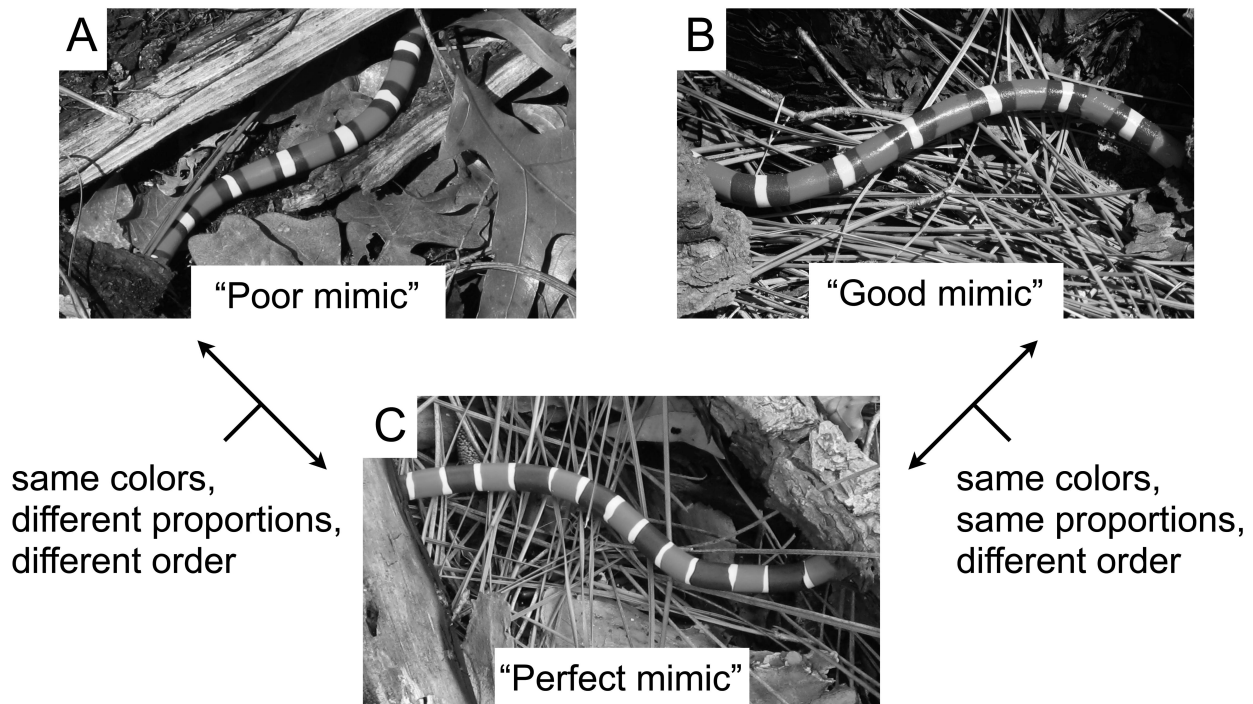 A
B
“Poor mimic”
“Good mimic”
C
same colors,
different proportions,
different order
same colors,
same proportions,
different order
“Perfect mimic”